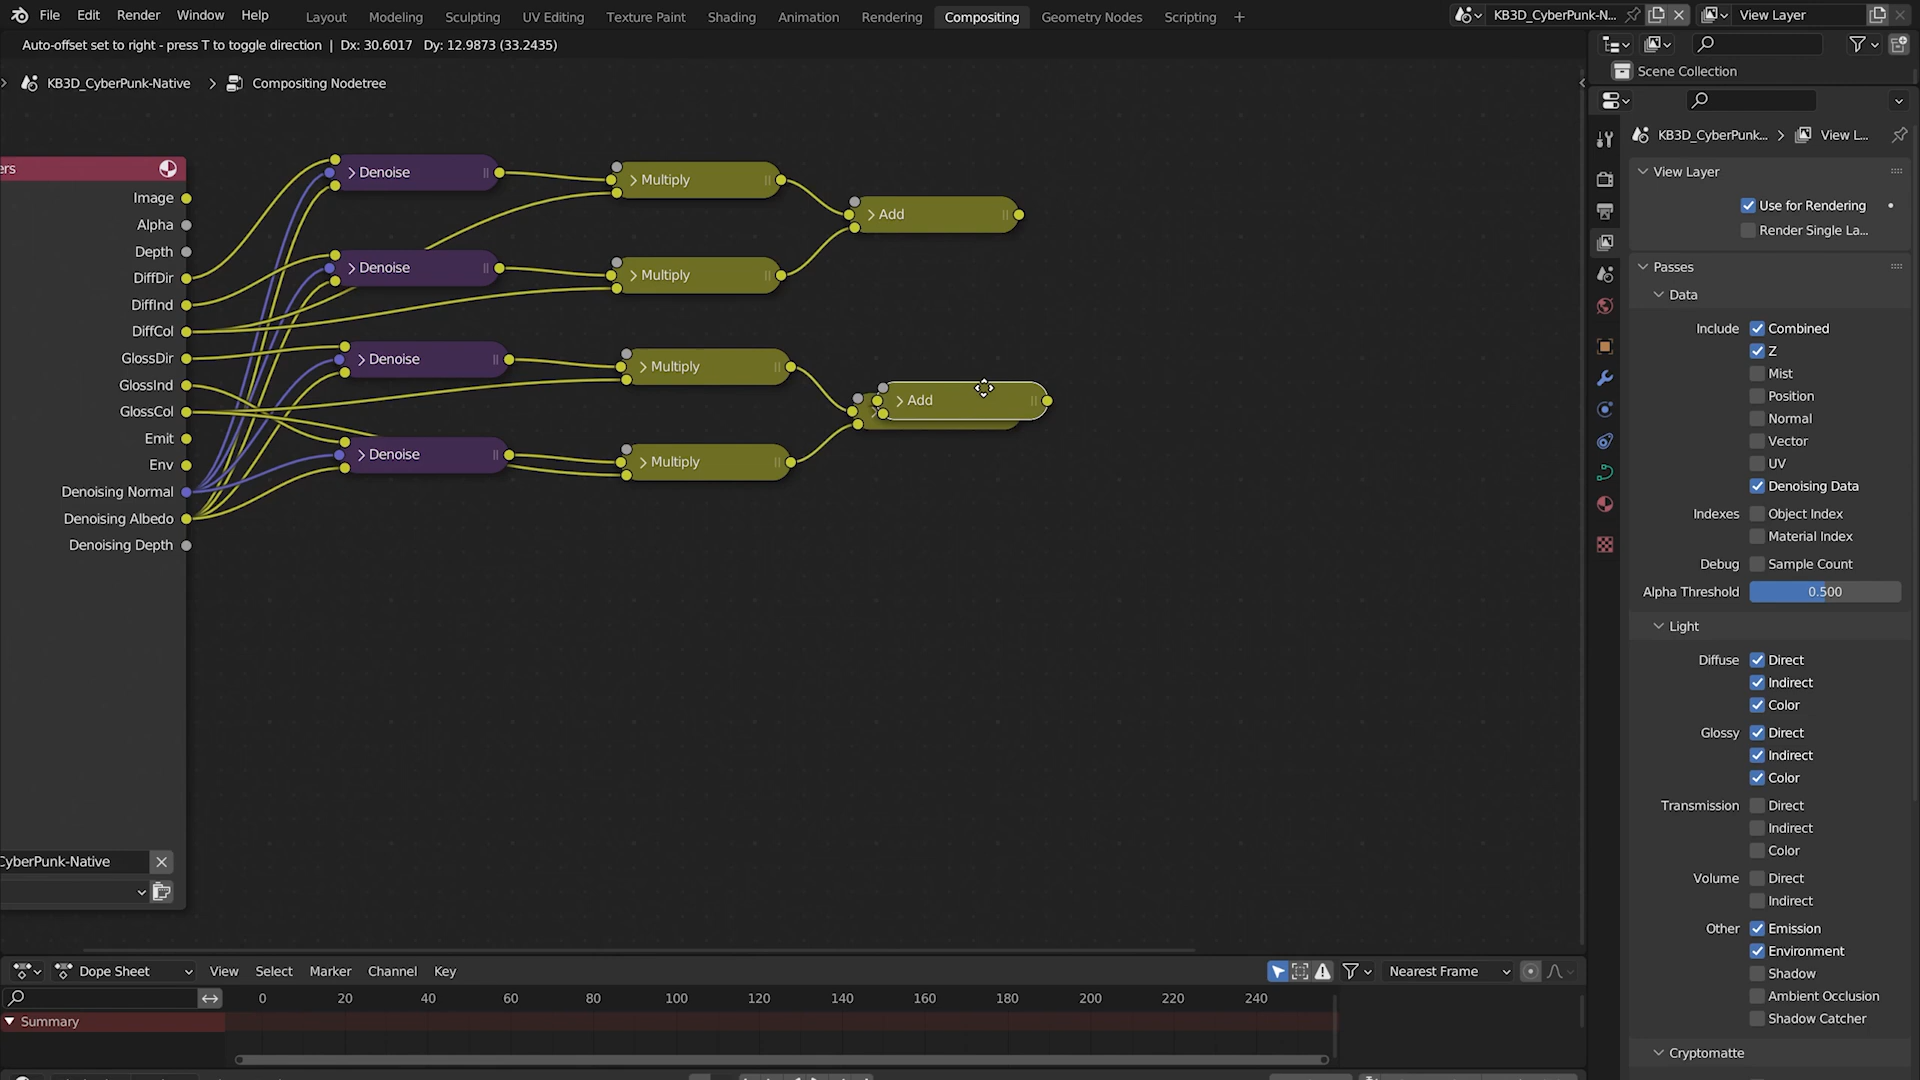 File Edit Render Window Help Layout Modeling Sculpting UV Editing Texture Paint Shading Animation Rendering Compositing Geometry Nodes Scripting + KB3D_CyberPunk-N... View Layer
Auto-offset set to right - press T to toggle direction | Dx: 30.6017 Dy: 12.9873 (33.2435)
KB3D_CyberPunk-Native > Compositing Nodetree
ers
Image
Alpha
Depth
DiffDir
DiffInd
DiffCol
GlossDir
GlossInd
GlossCol
Emit
Env
Denoising Normal
Denoising Albedo
Denoising Depth
CyberPunk-Native
Denoise
Multiply
Add
Denoise
Multiply
Denoise
Multiply
Add
Denoise
Multiply
Scene Collection
KB3D_CyberPunk... > View L...
View Layer
Use for Rendering
Render Single La...
Passes
Data
Include Combined
Z
Mist
Position
Normal
Vector
UV
Denoising Data
Indexes Object Index
Material Index
Debug Sample Count
Alpha Threshold 0.500
Light
Diffuse Direct
Indirect
Color
Glossy Direct
Indirect
Color
Transmission Direct
Indirect
Color
Volume Direct
Indirect
Other Emission
Environment
Shadow
Ambient Occlusion
Shadow Catcher
Cryptomatte
Dope Sheet View Select Marker Channel Key Nearest Frame
0 20 40 60 80 100 120 140 160 180 200 220 240
Summary